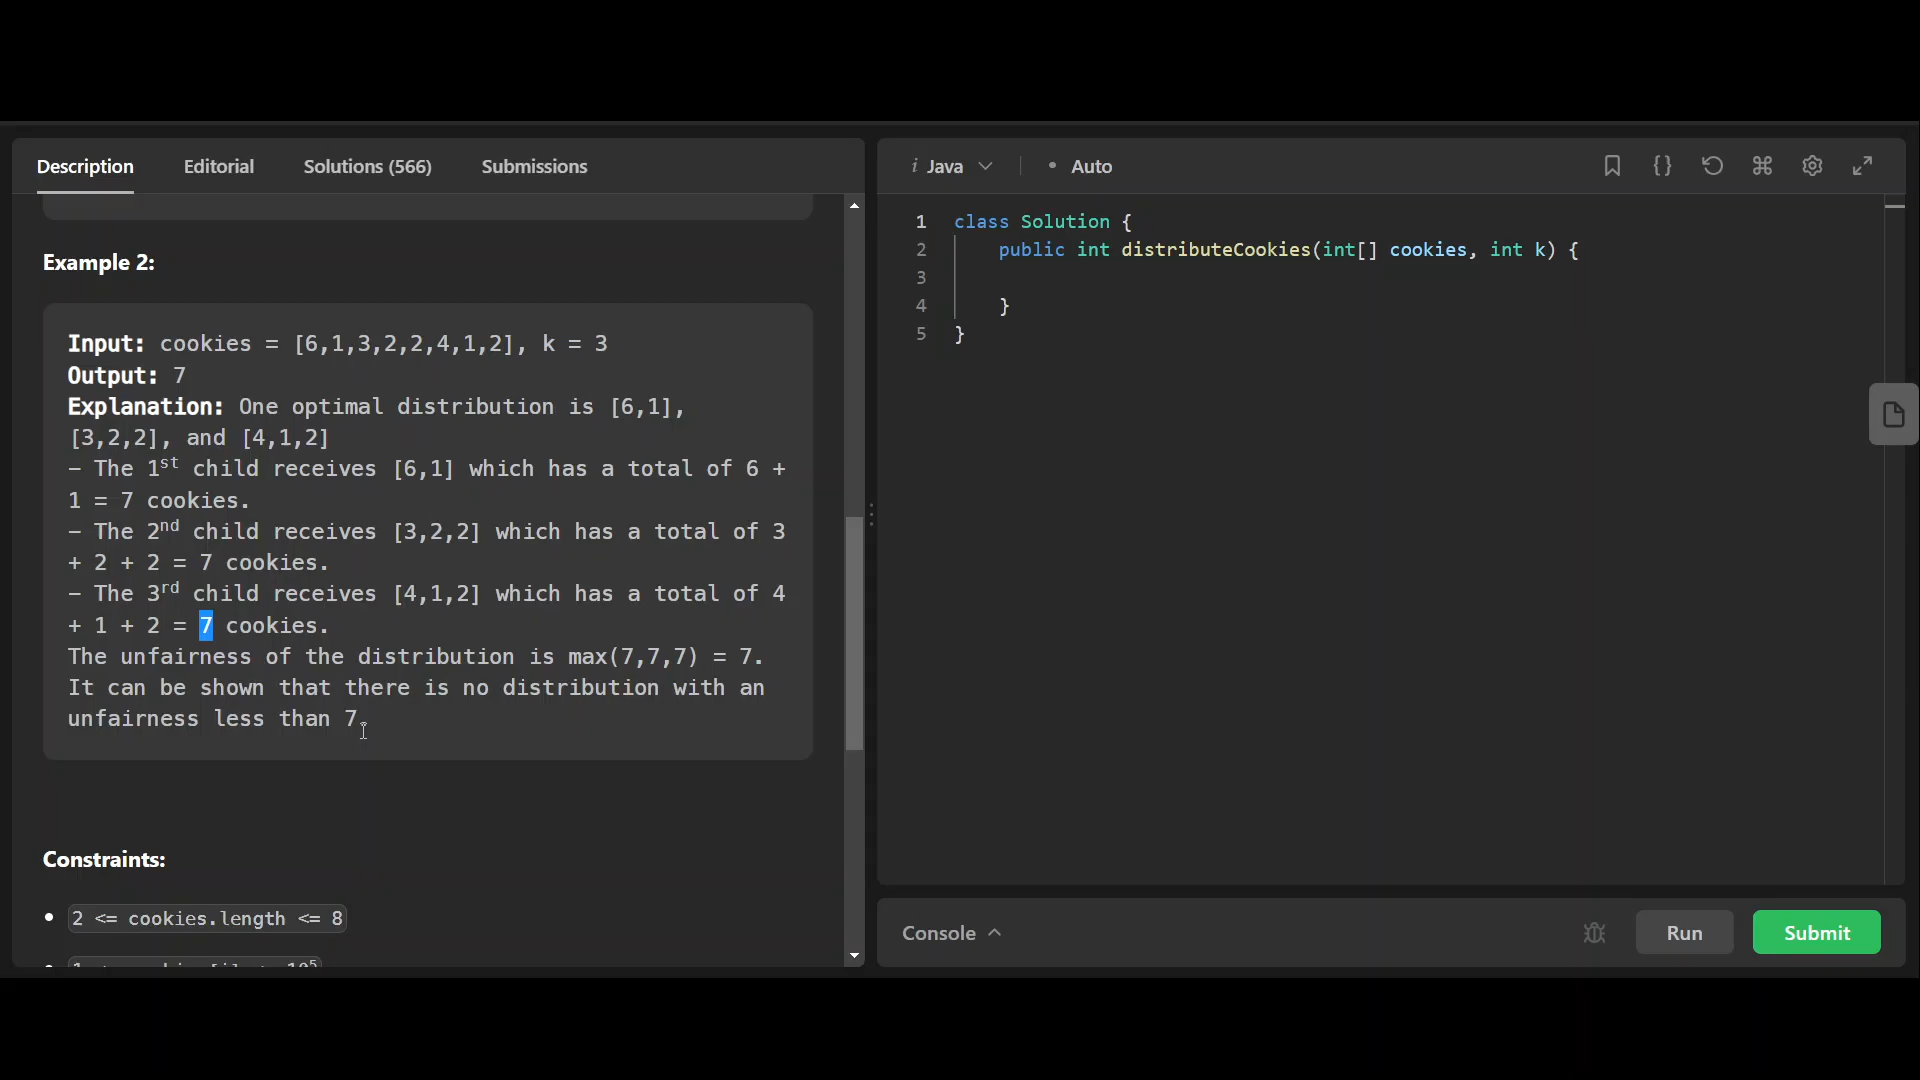 Description Editorial Solutions (566) Submissions
Example 2:
Input: cookies = [6,1,3,2,2,4,1,2], k = 3
Output: 7
Explanation: One optimal distribution is [6,1],
[3,2,2], and [4,1,2]
- The 1st child receives [6,1] which has a total of 6 +
1 = 7 cookies.
- The 2nd child receives [3,2,2] which has a total of 3
+ 2 + 2 = 7 cookies.
- The 3rd child receives [4,1,2] which has a total of 4
+ 1 + 2 = 7 cookies.
The unfairness of the distribution is max(7,7,7) = 7.
It can be shown that there is no distribution with an
unfairness less than 7.
Constraints:
• 2 <= cookies.length <= 8
i Java • Auto
1 class Solution {
2 public int distributeCookies(int[] cookies, int k) {
3
4 }
5 }
Console Run Submit